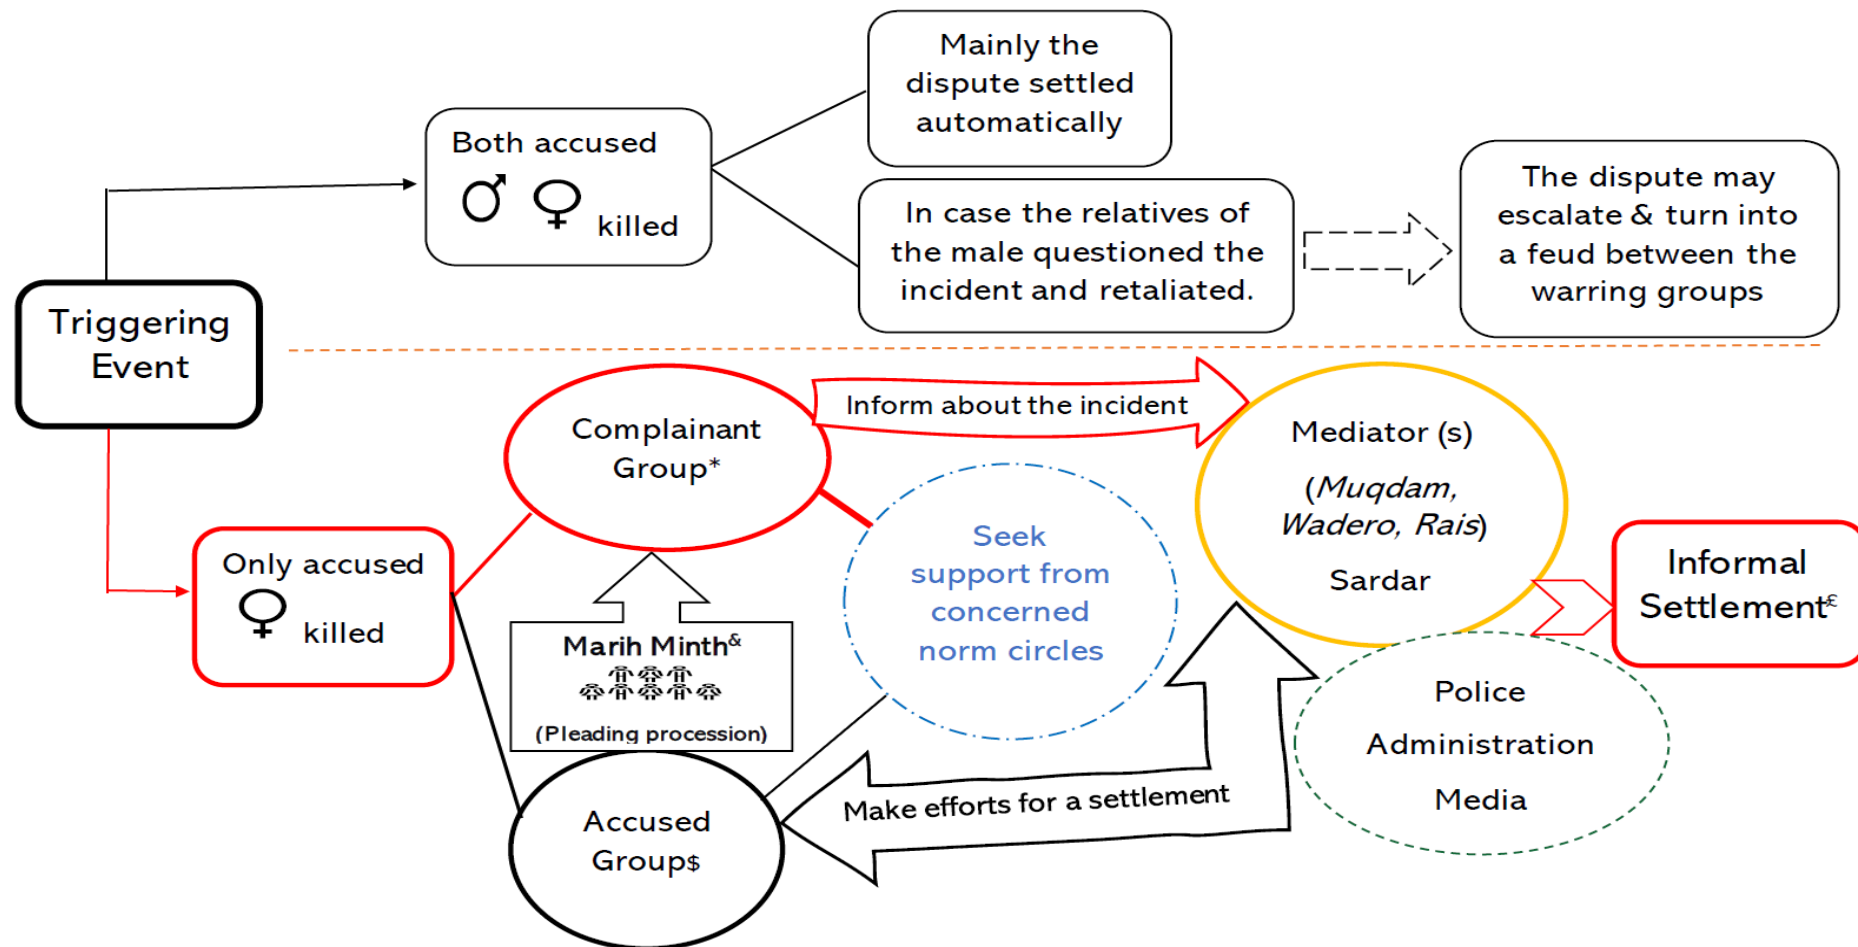 Mainly the
dispute settled
automatically
Both accused
killed
In case the relatives of
the male questioned the
incident and retaliated.
The dispute may
escalate & turn into
a feud between the
warring groups
Triggering
Event
Complainant
Group*
Inform about the incident
Mediator (s)
(Muqdam,
Wadero, Rais)
Sardar
Seek
support from
concerned
norm circles
Only accused
killed
Informal
Settlement£
Marih Minth&
(Pleading procession)
Police
Administration
Media
Make efforts for a settlement
Accused
Group$